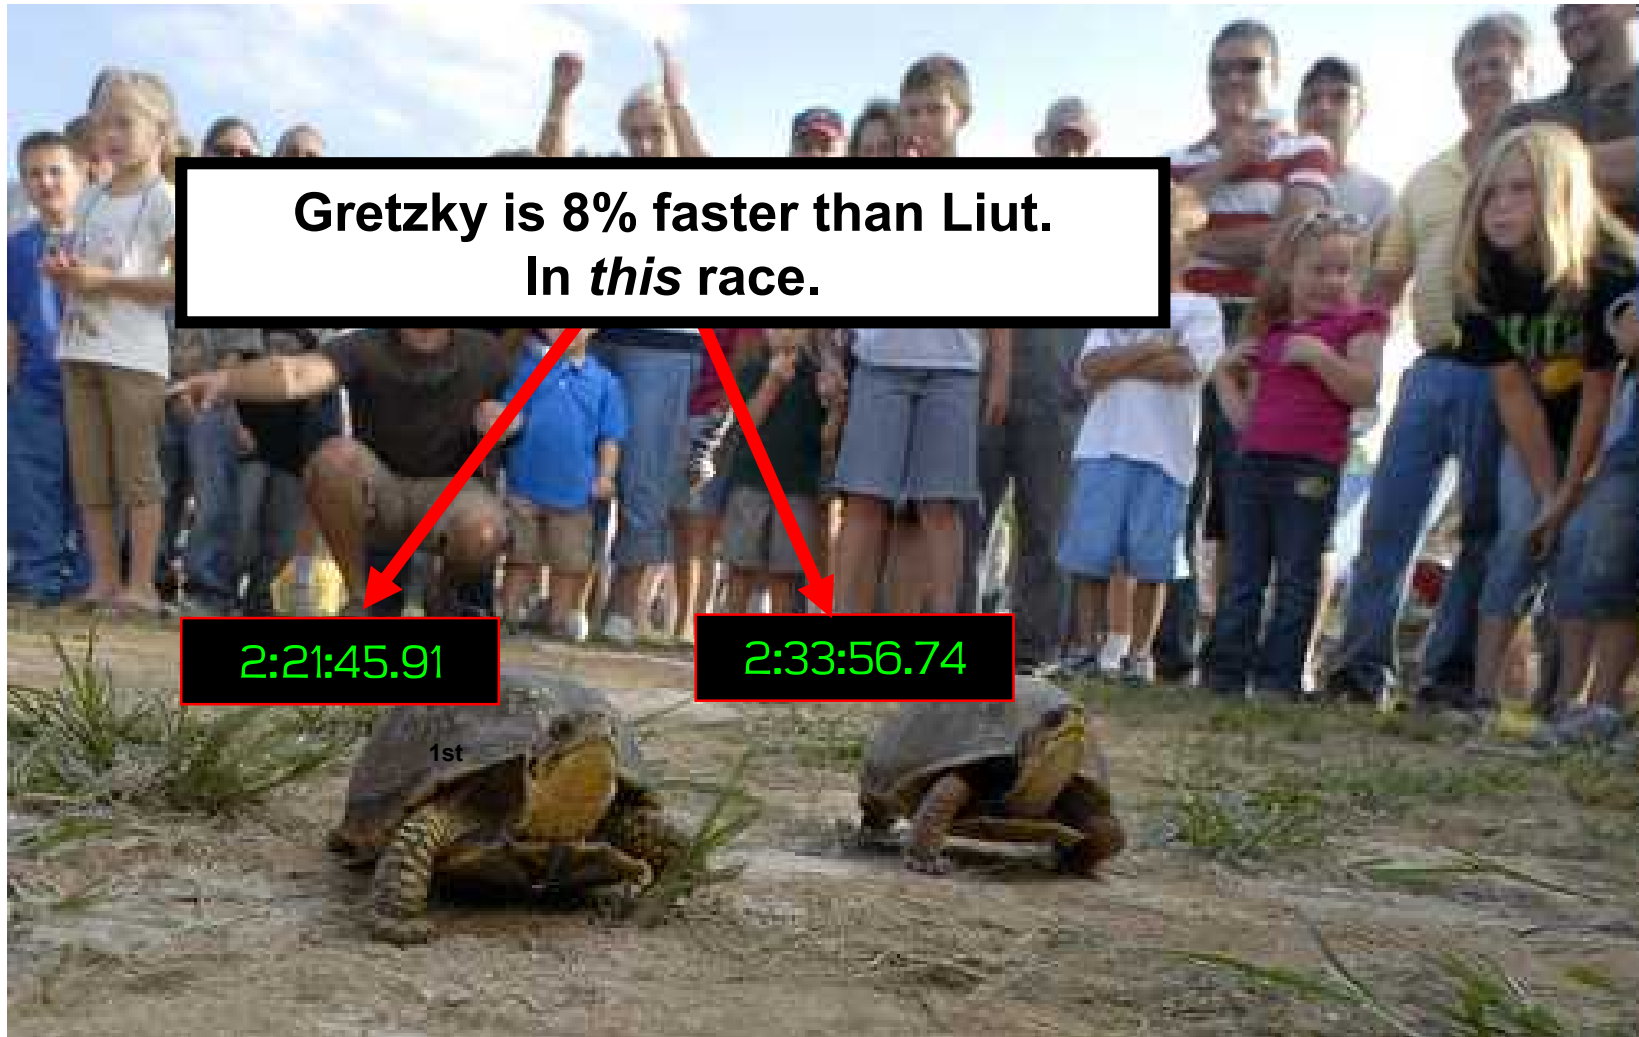 Gretzky is 8% faster than Liut.
In this race.
2:21:45.91
2:33:56.74
1st